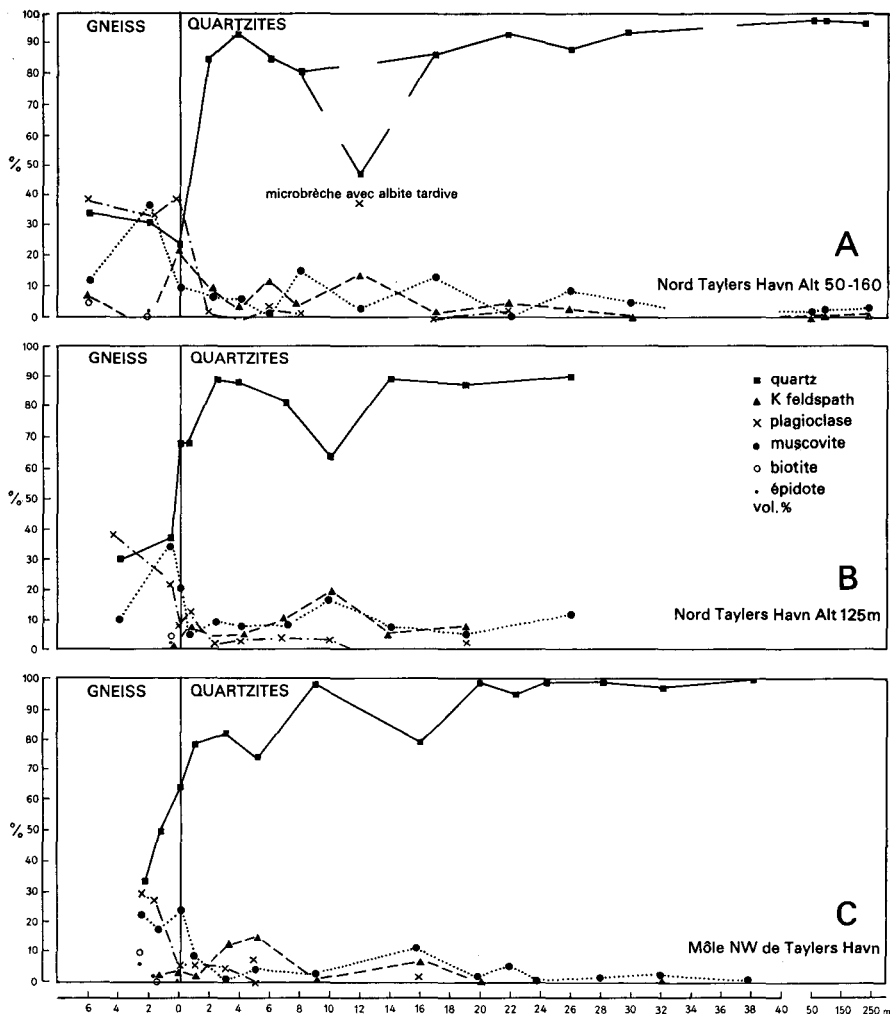 GNEISS QUARTZITES
100
90
80
70
60
50
40
30
20
10
0
%
microbrèche avec albite tardive
A
Nord Taylers Havn Alt 50-160
GNEISS QUARTZITES
100
90
80
70
60
50
40
30
20
10
0
%
quartz
K feldspath
plagioclase
muscovite
biotite
épidote
vol.%
B
Nord Taylers Havn Alt 125m
GNEISS QUARTZITES
100
90
80
70
60
50
40
30
20
10
0
%
C
Môle NW de Taylers Havn
6 4 2 0 2 4 6 8 10 12 14 16 18 20 22 24 26 28 30 32 34 36 38 40 50 150 250 m